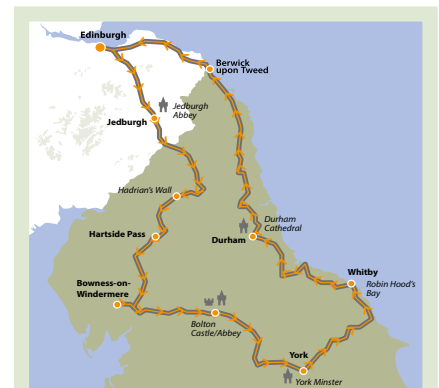 Edinburgh
Berwick
upon Tweed
Jedburgh
Abbey
Jedburgh
Hadrian's Wall
Durham
Cathedral
Hartside Pass
Durham
Whitby
Bowness-on-
Windermere
Robin Hood's
Bay
Bolton
Castle/Abbey
York
York Minster